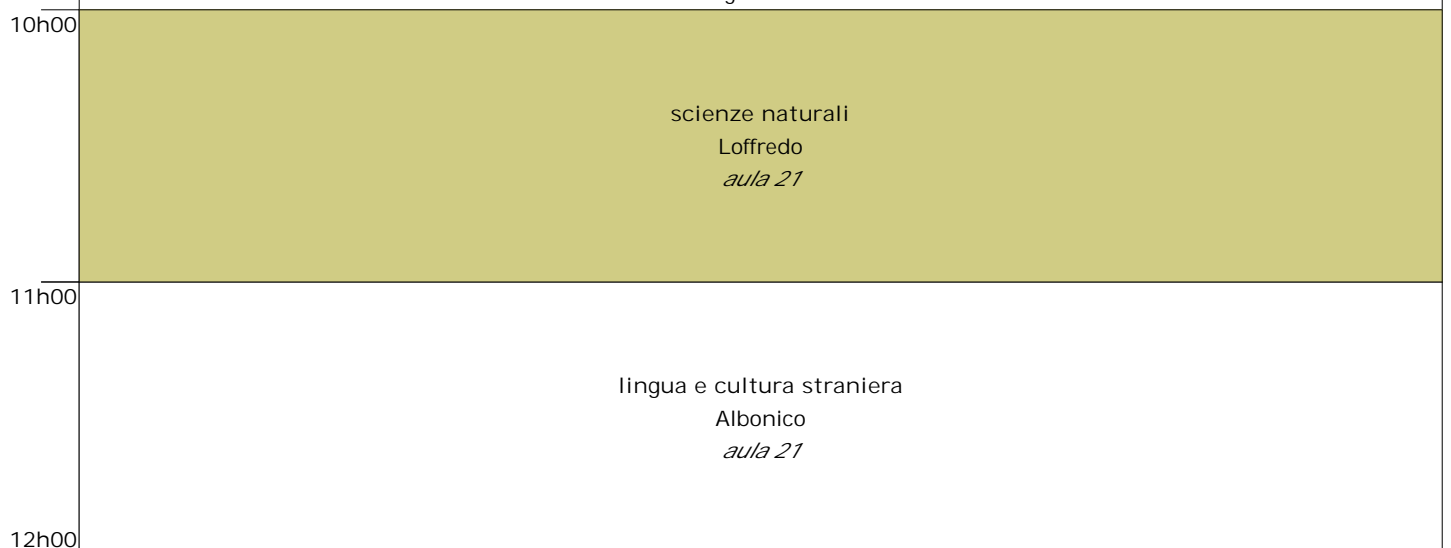 10h00
scienze naturali
Loffredo
aula 21
11h00
lingua e cultura straniera
Albonico
aula 21
12h00